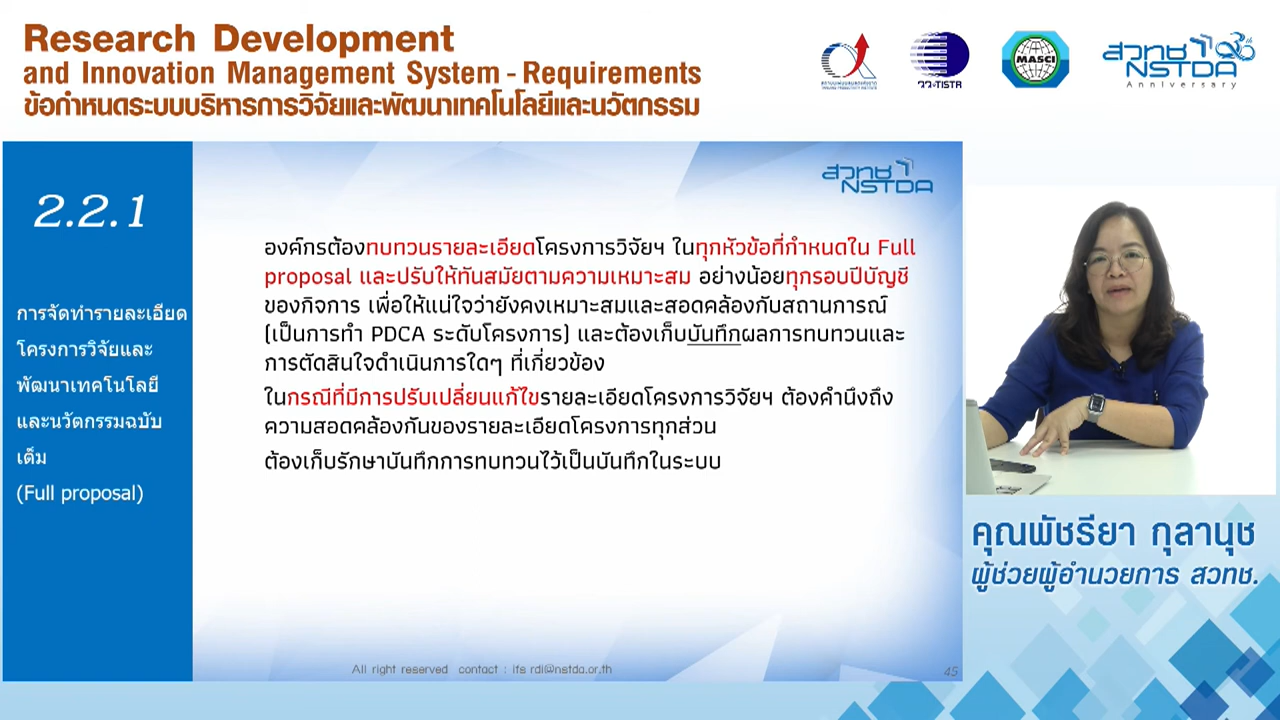 Research Development
and Innovation Management System - Requirements
ข้อกำหนดระบบบริหารการวิจัยและพัฒนาเทคโนโลยีและนวัตกรรม
วว.TISTR
MASCI
สวทช
NSTDA
Anniversary
2.2.1
การจัดทำรายละเอียด
โครงการวิจัยและ
พัฒนาเทคโนโลยี
และนวัตกรรมฉบับ
เต็ม
(Full proposal)
สวทช
NSTDA
องค์กรต้องทบทวนรายละเอียดโครงการวิจัยฯ ในทุกหัวข้อที่กำหนดใน Full
proposal และปรับให้ทันสมัยตามความเหมาะสม อย่างน้อยทุกรอบปีบัญชี
ของกิจการ เพื่อให้แน่ใจว่ายังคงเหมาะสมและสอดคล้องกับสถานการณ์
(เป็นการทำ PDCA ระดับโครงการ) และต้องเก็บบันทึกผลการทบทวนและ
การตัดสินใจดำเนินการใดๆ ที่เกี่ยวข้อง
ในกรณีที่มีการปรับเปลี่ยนแก้ไขรายละเอียดโครงการวิจัยฯ ต้องคำนึงถึง
ความสอดคล้องกันของรายละเอียดโครงการทุกส่วน
ต้องเก็บรักษาบันทึกการทบทวนไว้เป็นบันทึกในระบบ
All right reserved contact : ifs rdi@nstda.or.th
45
คุณพัชรียา กุลานุช
ผู้ช่วยผู้อำนวยการ สวทช.